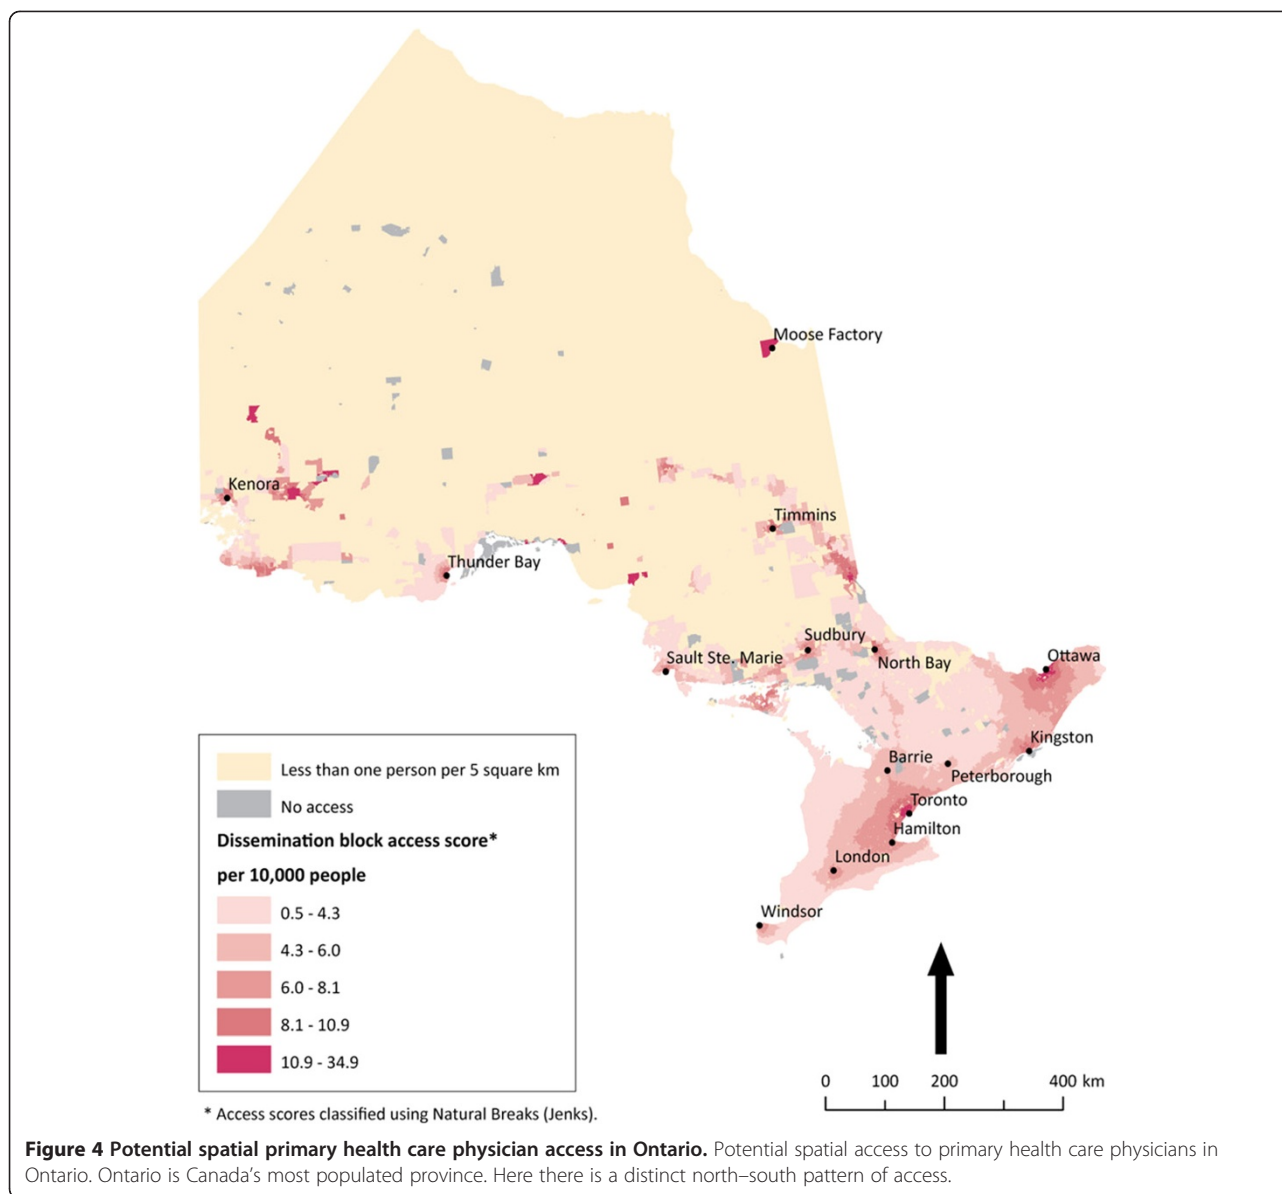 Moose Factory
Kenora
Timmins
Thunder Bay
Sudbury
Sault Ste. Marie
North Bay
Ottawa
Kingston
Barrie
Peterborough
Toronto
Hamilton
London
Windsor
Less than one person per 5 square km
No access
Dissemination block access score*
per 10,000 people
0.5 - 4.3
4.3 - 6.0
6.0 - 8.1
8.1 - 10.9
10.9 - 34.9
0 100 200 400 km
* Access scores classified using Natural Breaks (Jenks).
Figure 4 Potential spatial primary health care physician access in Ontario. Potential spatial access to primary health care physicians in
Ontario. Ontario is Canada's most populated province. Here there is a distinct north–south pattern of access.